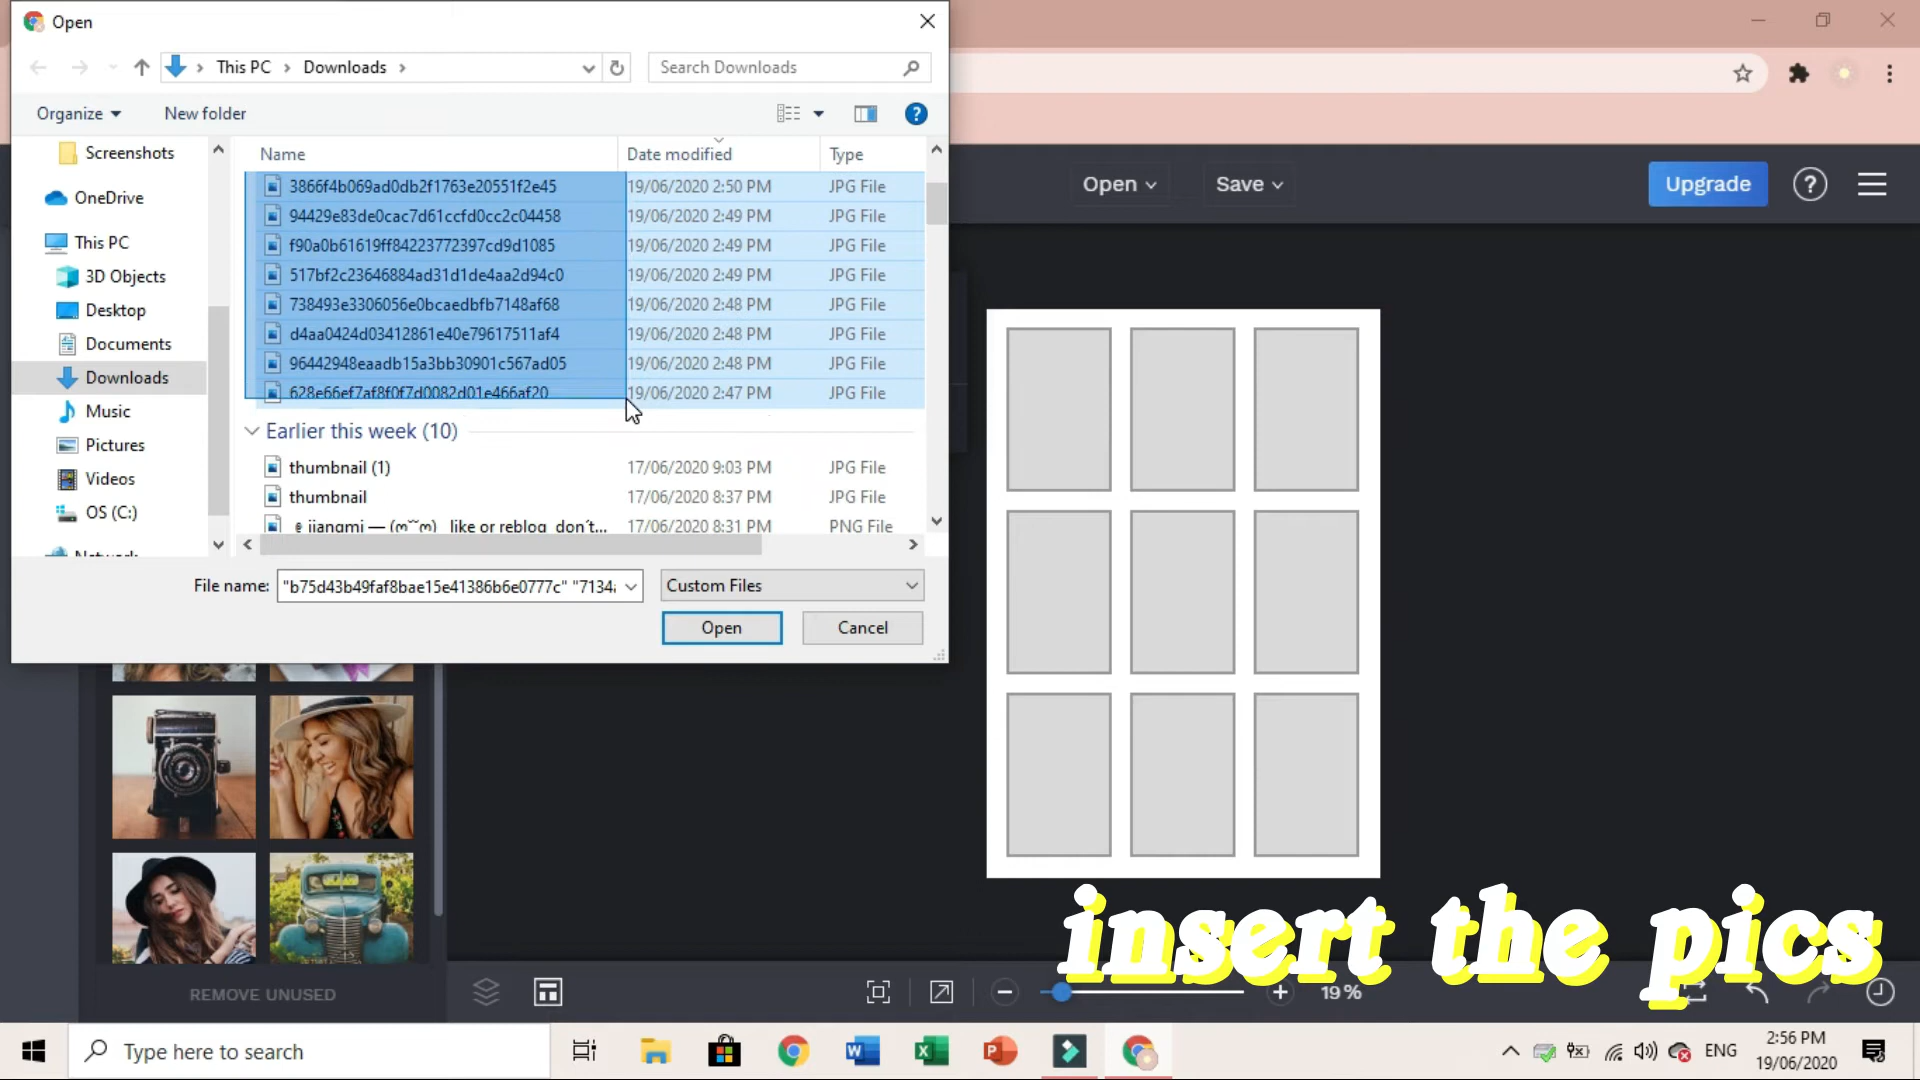 Open
This PC > Downloads >
Search Downloads
Organize
New folder
Screenshots
OneDrive
This PC
3D Objects
Desktop
Documents
Downloads
Music
Pictures
Videos
OS (C:)
Name Date modified Type
3866f4b069ad0db2f1763e20551f2e45 19/06/2020 2:50 PM JPG File
94429e83de0cac7d61ccfd0cc2c04458 19/06/2020 2:49 PM JPG File
f90a0b61619ff84223772397cd9d1085 19/06/2020 2:49 PM JPG File
517bf2c23646884ad31d1de4aa2d94c0 19/06/2020 2:49 PM JPG File
738493e3306056e0bcaedbfb7148af68 19/06/2020 2:48 PM JPG File
d4aa0424d03412861e40e79617511af4 19/06/2020 2:48 PM JPG File
96442948eaadb15a3bb30901c567ad05 19/06/2020 2:48 PM JPG File
628e66ef7af8f0f7d0082d01e466af20 19/06/2020 2:47 PM JPG File
Earlier this week (10)
thumbnail (1) 17/06/2020 9:03 PM JPG File
thumbnail 17/06/2020 8:37 PM JPG File
like or reblog don't... 17/06/2020 8:31 PM PNG File
File name: "b75d43b49faf8bae15e41386b6e0777c" "7134
Custom Files
Open Cancel
Open Save
Upgrade
?
REMOVE UNUSED
19 %
insert the pics
Type here to search
ENG
2:56 PM
19/06/2020